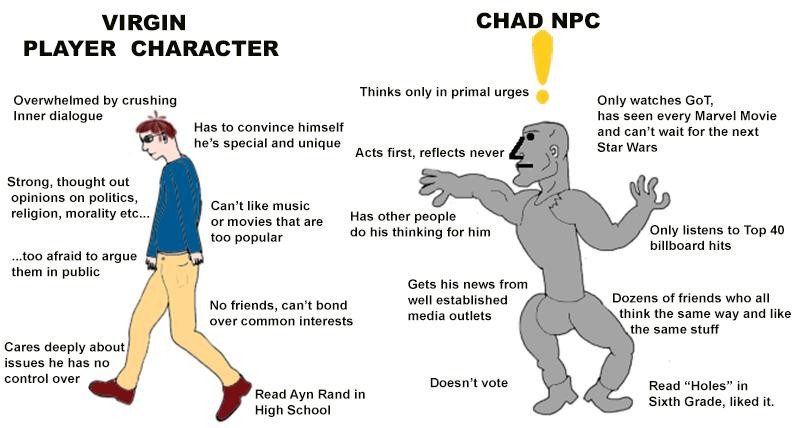 VIRGIN
PLAYER CHARACTER
Overwhelmed by crushing
Inner dialogue
Has to convince himself
he's special and unique
Strong, thought out
opinions on politics,
religion, morality etc...
Can't like music
or movies that are
too popular
...too afraid to argue
them in public
No friends, can't bond
over common interests
Cares deeply about
issues he has no
control over
Read Ayn Rand in
High School
CHAD NPC
!
Thinks only in primal urges
Only watches GoT,
has seen every Marvel Movie
and can't wait for the next
Star Wars
Acts first, reflects never
Has other people
do his thinking for him
Only listens to Top 40
billboard hits
Gets his news from
well established
media outlets
Dozens of friends who all
think the same way and like
the same stuff
Doesn't vote
Read “Holes” in
Sixth Grade, liked it.